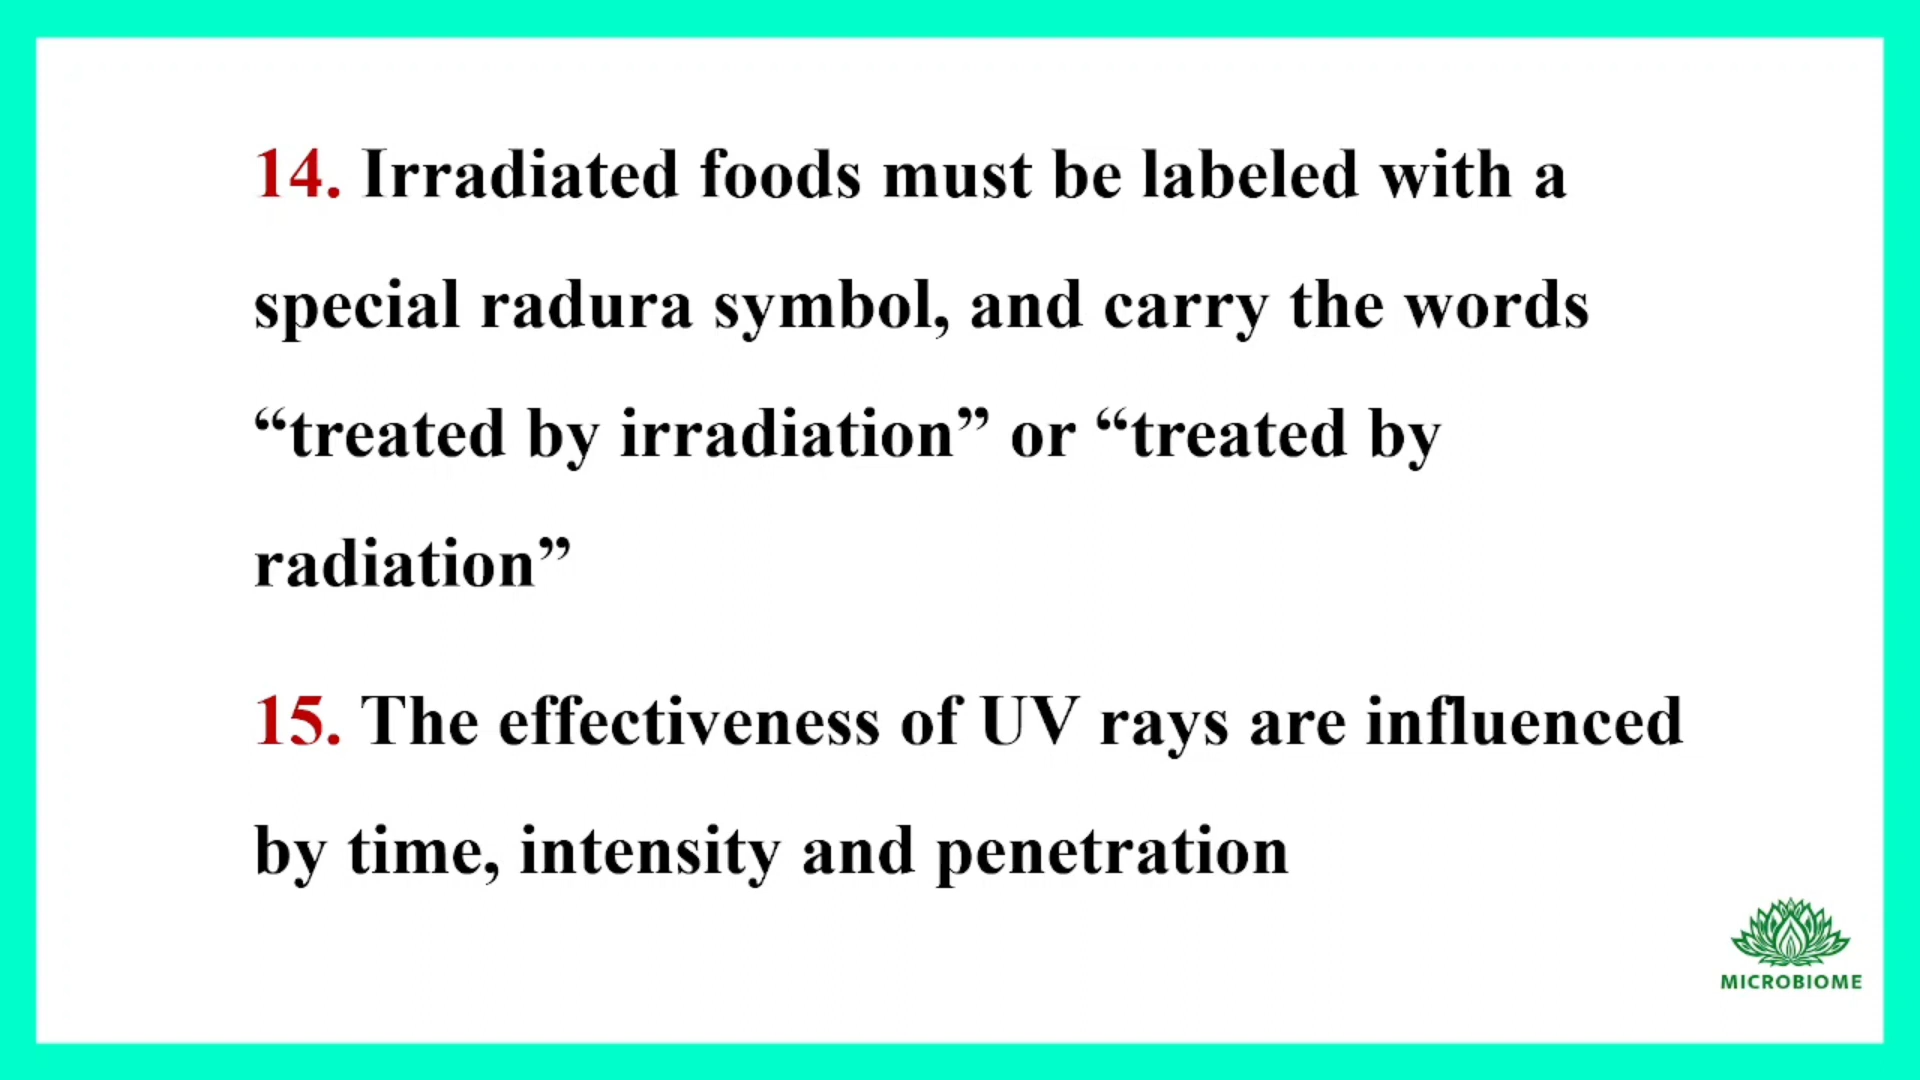 14. Irradiated foods must be labeled with a
special radura symbol, and carry the words
“treated by irradiation” or “treated by
radiation”
15. The effectiveness of UV rays are influenced
by time, intensity and penetration
MICROBIOME